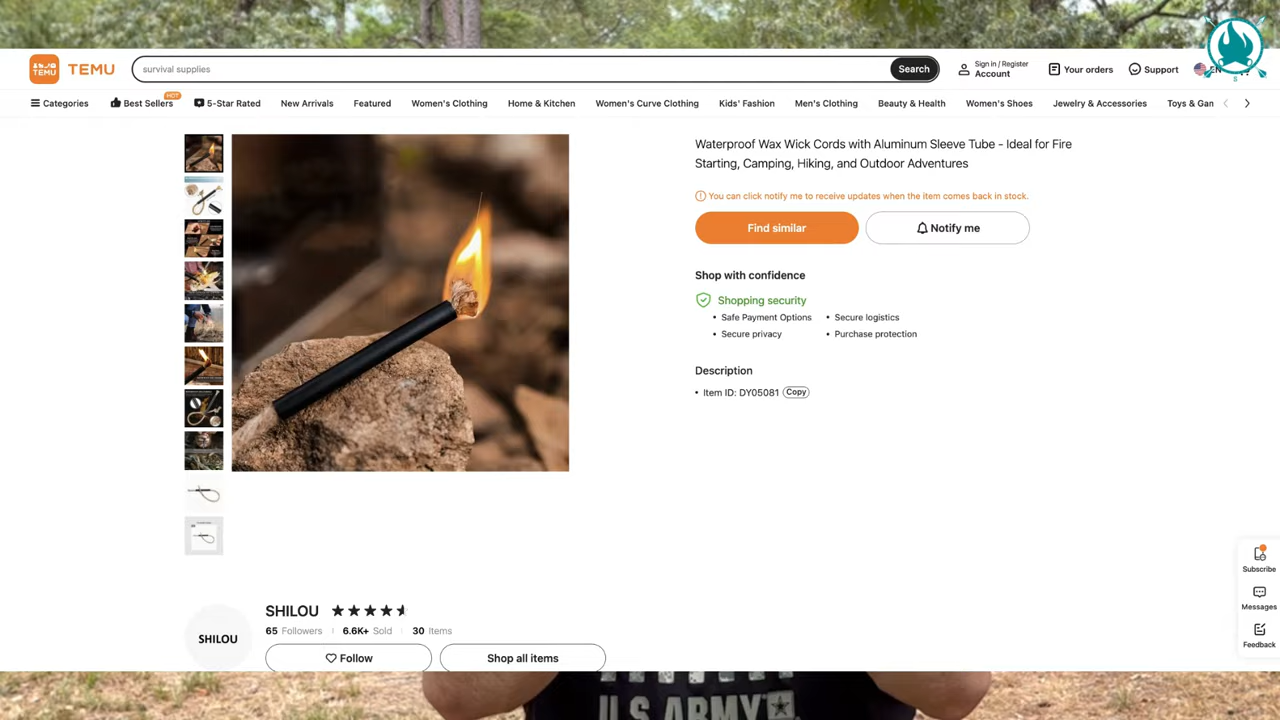 TEMU
TEMU
survival supplies
Search
Sign in / Register
Account
Your orders
Support
EN
S
Categories
Best Sellers
HOT
5-Star Rated
New Arrivals
Featured
Women's Clothing
Home & Kitchen
Women's Curve Clothing
Kids' Fashion
Men's Clothing
Beauty & Health
Women's Shoes
Jewelry & Accessories
Toys & Gan
Waterproof Wax Wick Cords with Aluminum Sleeve Tube - Ideal for Fire
Starting, Camping, Hiking, and Outdoor Adventures
You can click notify me to receive updates when the item comes back in stock.
Find similar
Notify me
Shop with confidence
Shopping security
• Safe Payment Options
• Secure logistics
• Secure privacy
• Purchase protection
Description
• Item ID: DY05081
Copy
Subscribe
Messages
Feedback
SHILOU
SHILOU
65 Followers
6.6K+ Sold
30 Items
Follow
Shop all items
U.S. ARMY